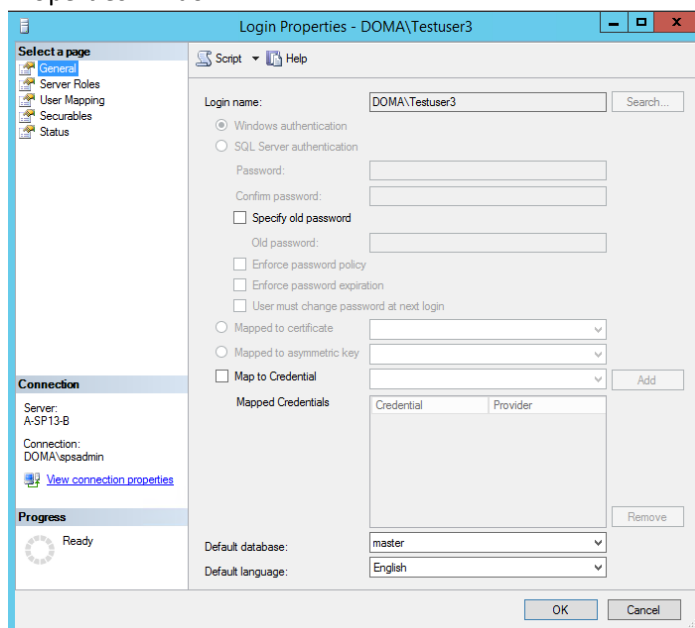 Login Properties - DOMA\Testuser3
Select a page
General
Server Roles
User Mapping
Securables
Status
Script
Help
Login name:
DOMA\Testuser3
Search...
Windows authentication
SQL Server authentication
Password:
Confirm password:
Specify old password
Old password:
Enforce password policy
Enforce password expiration
User must change password at next login
Mapped to certificate
Mapped to asymmetric key
Map to Credential
Add
Mapped Credentials
Credential
Provider
Remove
Default database:
master
Default language:
English
Connection
Server:
A-SP13-B
Connection:
DOMA\spsadmin
View connection properties
Progress
Ready
OK
Cancel